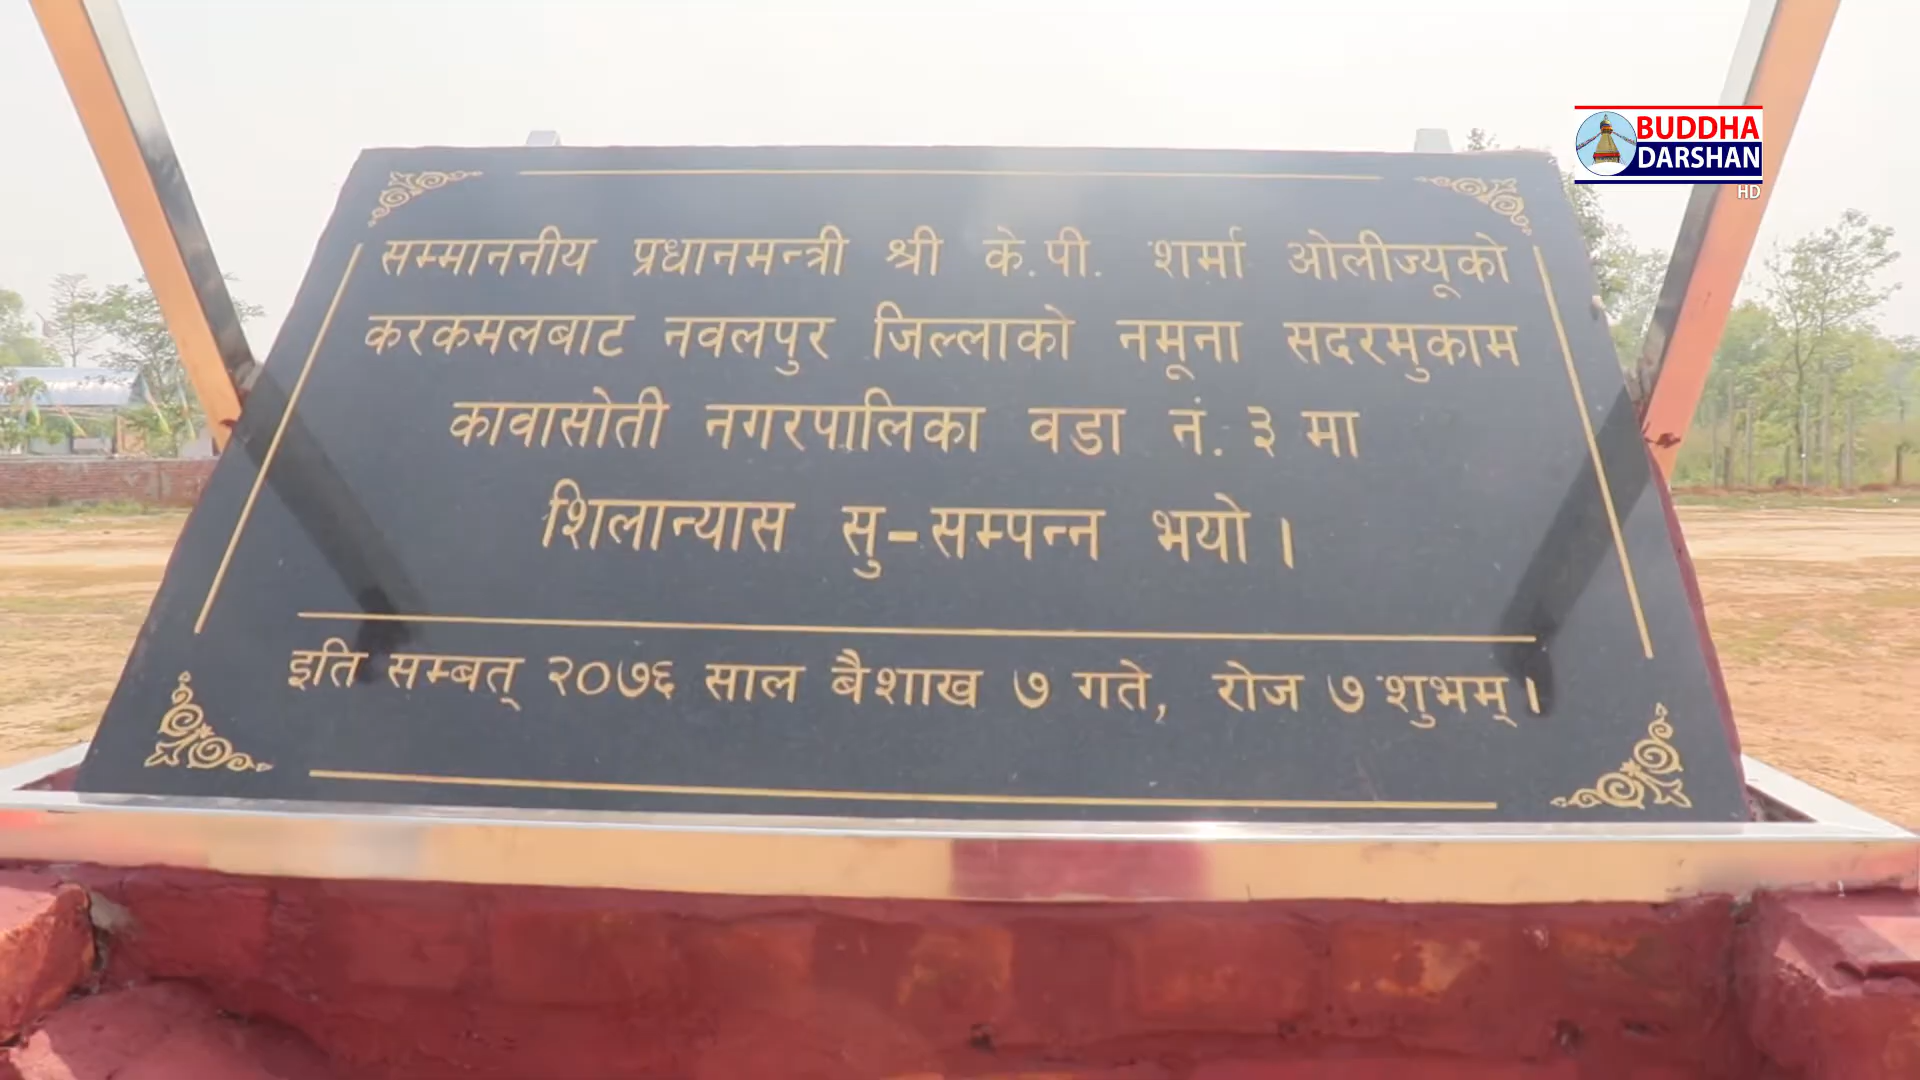 BUDDHA
DARSHAN
HD
सम्माननीय प्रधानमन्त्री श्री के.पी. शर्मा ओलीज्यूको
करकमलबाट नवलपुर जिल्लाको नमूना सदरमुकाम
कावासोती नगरपालिका वडा नं. ३ मा
शिलान्यास सु-सम्पन्न भयो।
इति सम्बत् २०७६ साल बैशाख ७ गते, रोज ७ शुभम्।